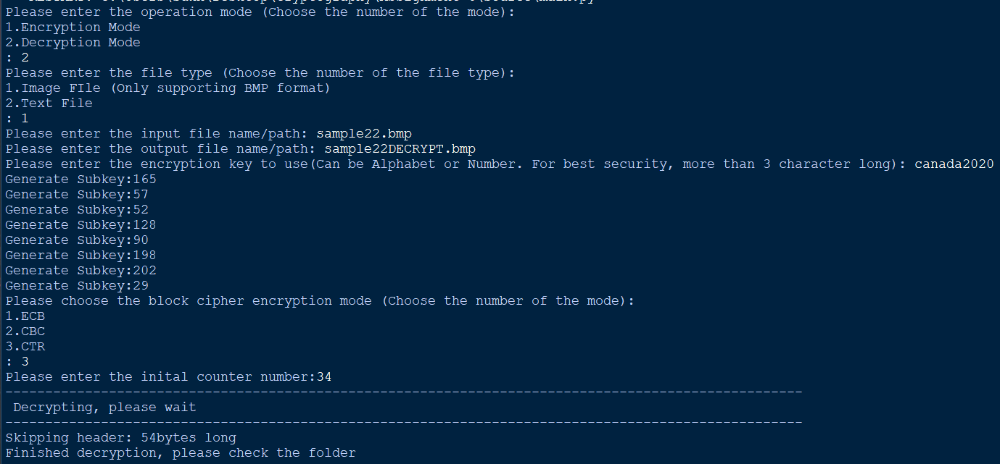 Please enter the operation mode (Choose the number of the mode):
1.Encryption Mode
2.Decryption Mode
: 2
Please enter the file type (Choose the number of the file type):
1.Image FIle (Only supporting BMP format)
2.Text File
: 1
Please enter the input file name/path: sample22.bmp
Please enter the output file name/path: sample22DECRYPT.bmp
Please enter the encryption key to use(Can be Alphabet or Number. For best security, more than 3 character long): canada2020
Generate Subkey:165
Generate Subkey:57
Generate Subkey:52
Generate Subkey:128
Generate Subkey:90
Generate Subkey:198
Generate Subkey:202
Generate Subkey:29
Please choose the block cipher encryption mode (Choose the number of the mode):
1.ECB
2.CBC
3.CTR
: 3
Please enter the inital counter number:34
----------------------------------------------------------------------------------------------------
Decrypting, please wait
----------------------------------------------------------------------------------------------------
Skipping header: 54bytes long
Finished decryption, please check the folder